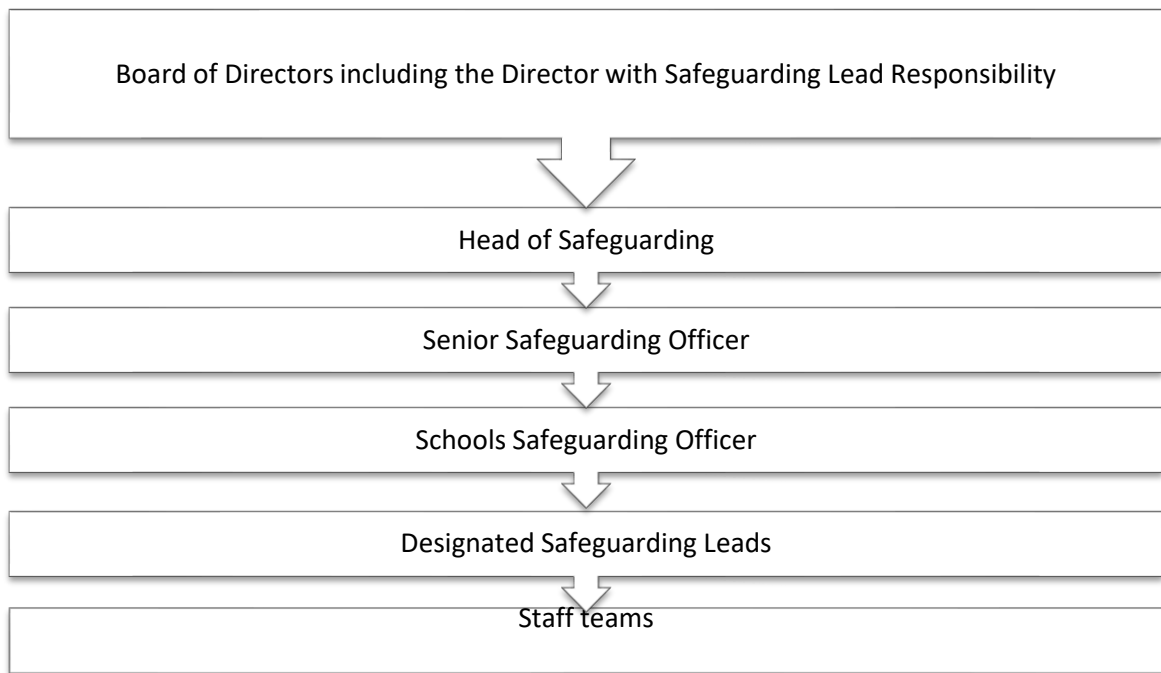 Board of Directors including the Director with Safeguarding Lead Responsibility
Head of Safeguarding
Senior Safeguarding Officer
Schools Safeguarding Officer
Designated Safeguarding Leads
Staff teams